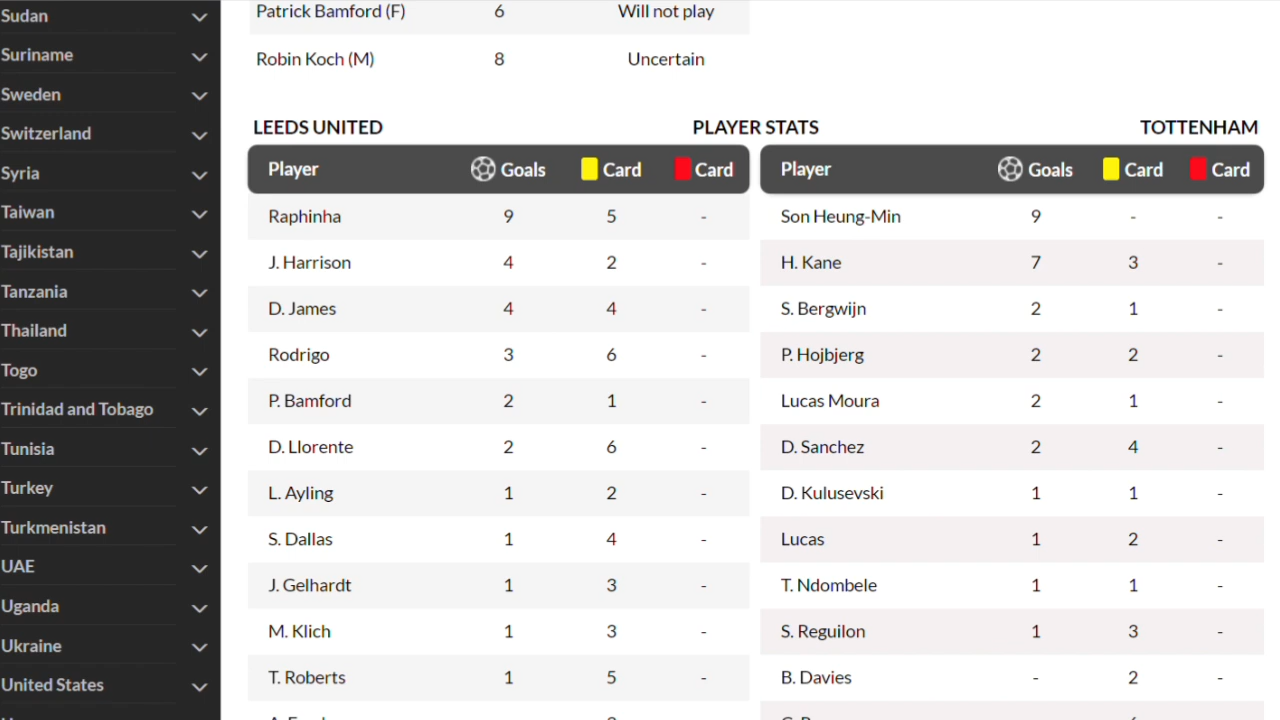 Sudan
Suriname
Sweden
Switzerland
Syria
Taiwan
Tajikistan
Tanzania
Thailand
Togo
Trinidad and Tobago
Tunisia
Turkey
Turkmenistan
UAE
Uganda
Ukraine
United States
Patrick Bamford (F) 6 Will not play
Robin Koch (M) 8 Uncertain
LEEDS UNITED PLAYER STATS TOTTENHAM
Player Goals Card Card
Raphinha 9 5 -
J. Harrison 4 2 -
D. James 4 4 -
Rodrigo 3 6 -
P. Bamford 2 1 -
D. Llorente 2 6 -
L. Ayling 1 2 -
S. Dallas 1 4 -
J. Gelhardt 1 3 -
M. Klich 1 3 -
T. Roberts 1 5 -
Player Goals Card Card
Son Heung-Min 9 - -
H. Kane 7 3 -
S. Bergwijn 2 1 -
P. Hojbjerg 2 2 -
Lucas Moura 2 1 -
D. Sanchez 2 4 -
D. Kulusevski 1 1 -
Lucas 1 2 -
T. Ndombele 1 1 -
S. Reguilon 1 3 -
B. Davies - 2 -